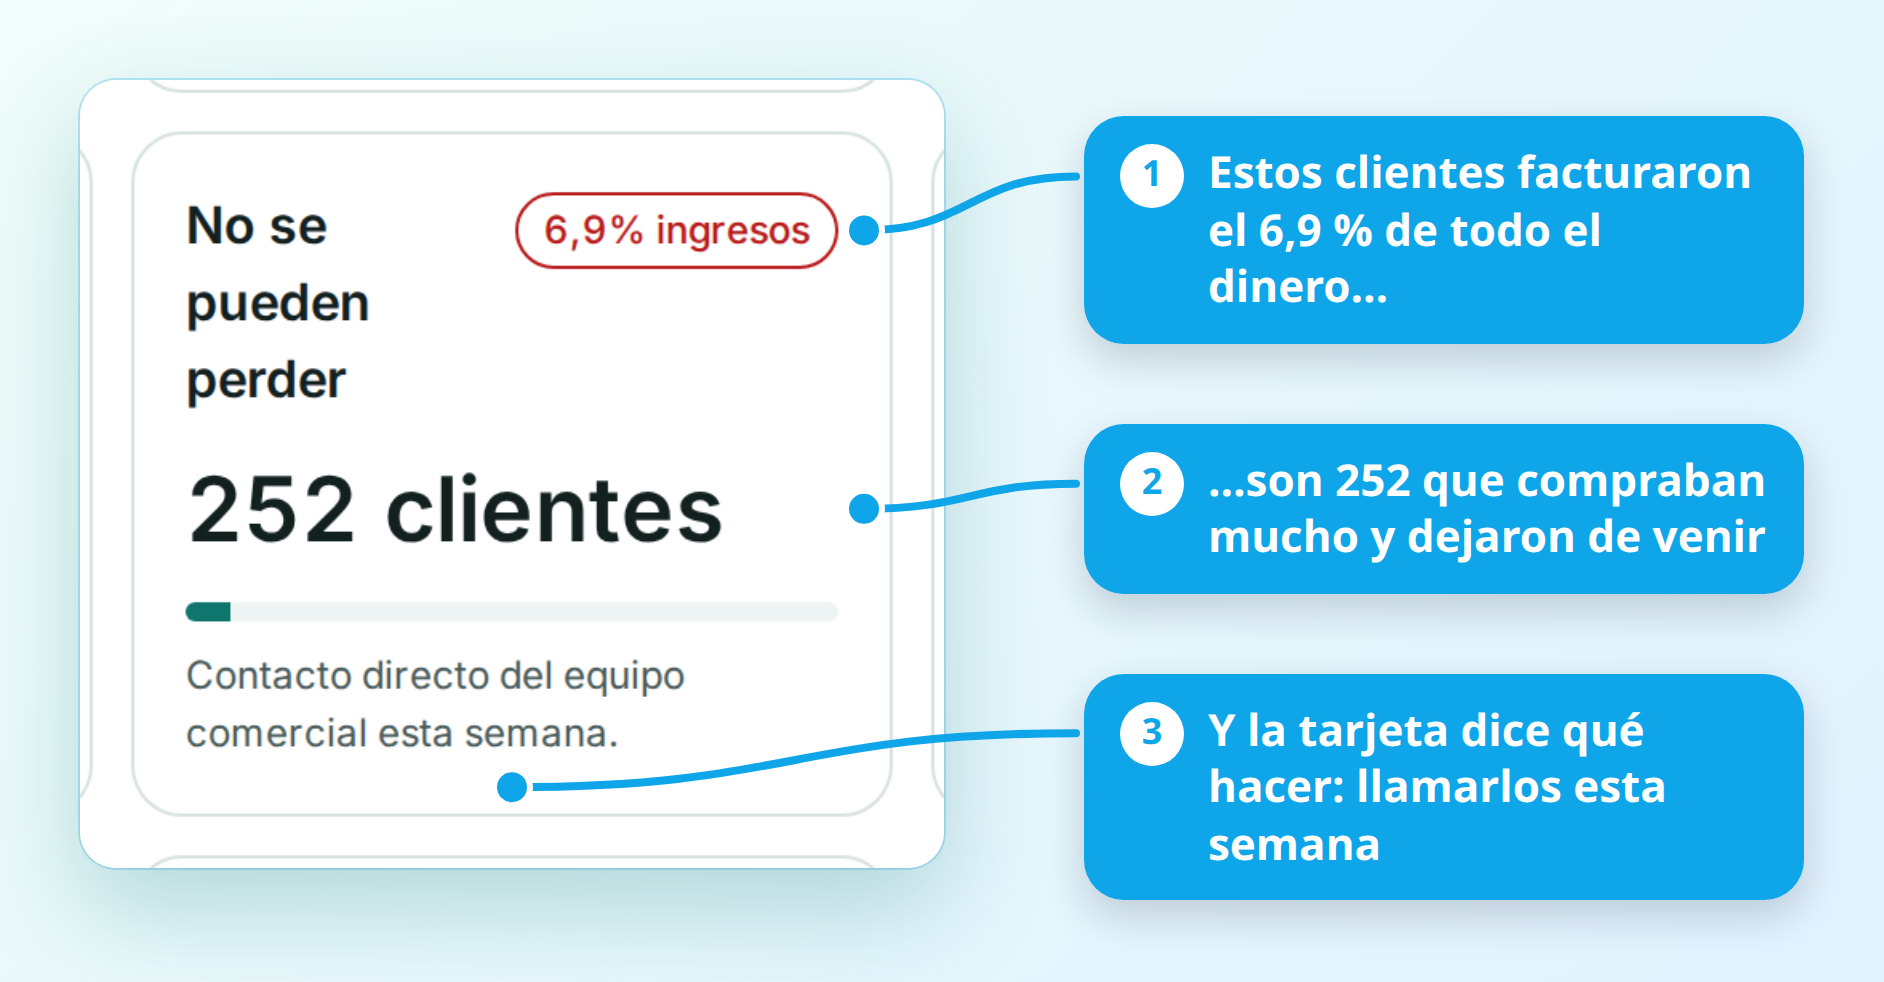 No se
pueden
perder
6,9% ingresos
252 clientes
Contacto directo del equipo
comercial esta semana.
1
Estos clientes facturaron
el 6,9 % de todo el
dinero...
2
...son 252 que compraban
mucho y dejaron de venir
3
Y la tarjeta dice qué
hacer: llamarlos esta
semana